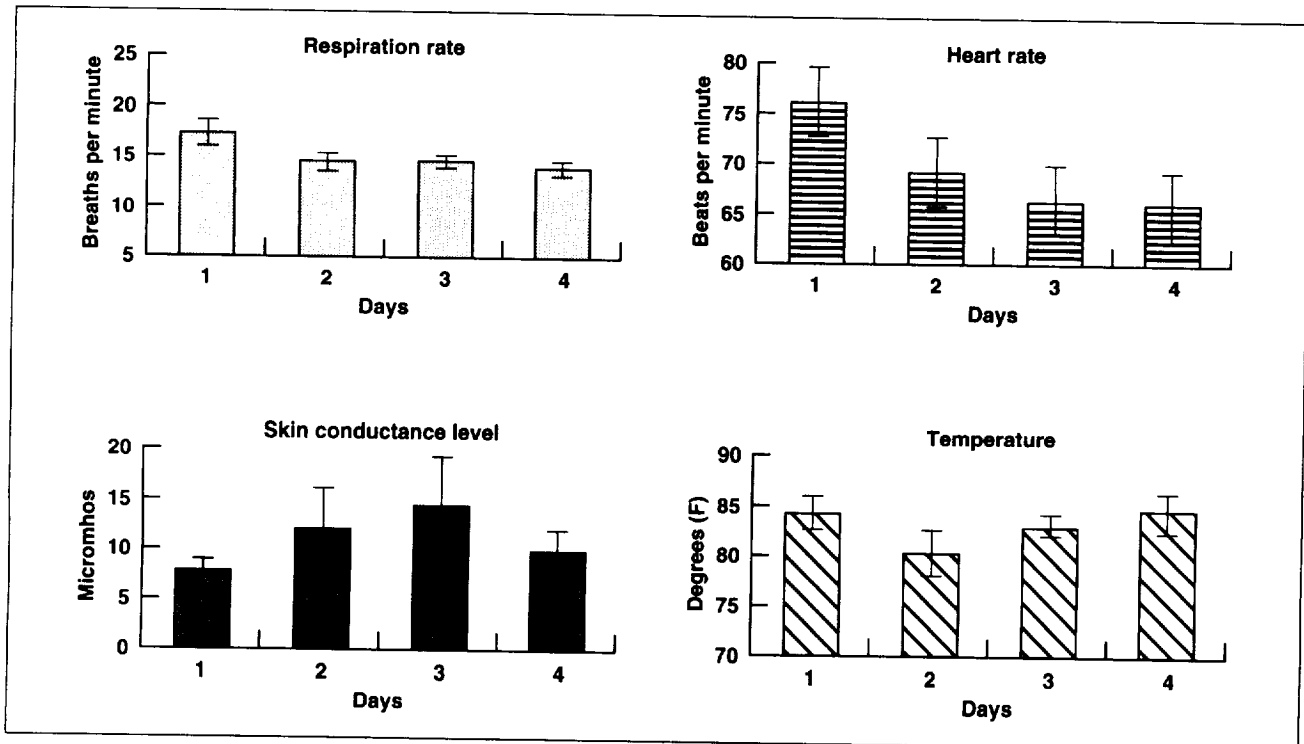 Respiration rate
25
20
15
10
5
Breaths per minute
1 2 3 4
Days
Heart rate
80
75
70
65
60
Beats per minute
1 2 3 4
Days
Skin conductance level
20
15
10
5
0
Micromhos
1 2 3 4
Days
Temperature
90
85
80
75
70
Degrees (F)
1 2 3 4
Days